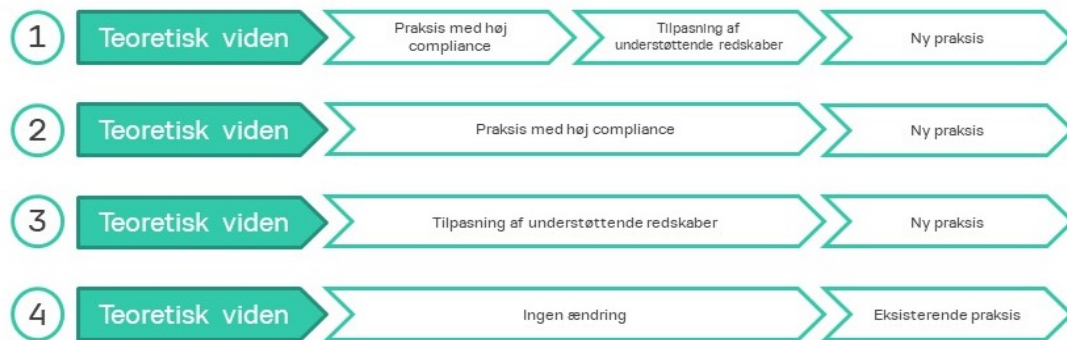 1
Teoretisk viden
Praksis med høj
compliance
Tilpasning af
understøttende redskaber
Ny praksis
2
Teoretisk viden
Praksis med høj compliance
Ny praksis
3
Teoretisk viden
Tilpasning af understøttende redskaber
Ny praksis
4
Teoretisk viden
Ingen ændring
Eksisterende praksis